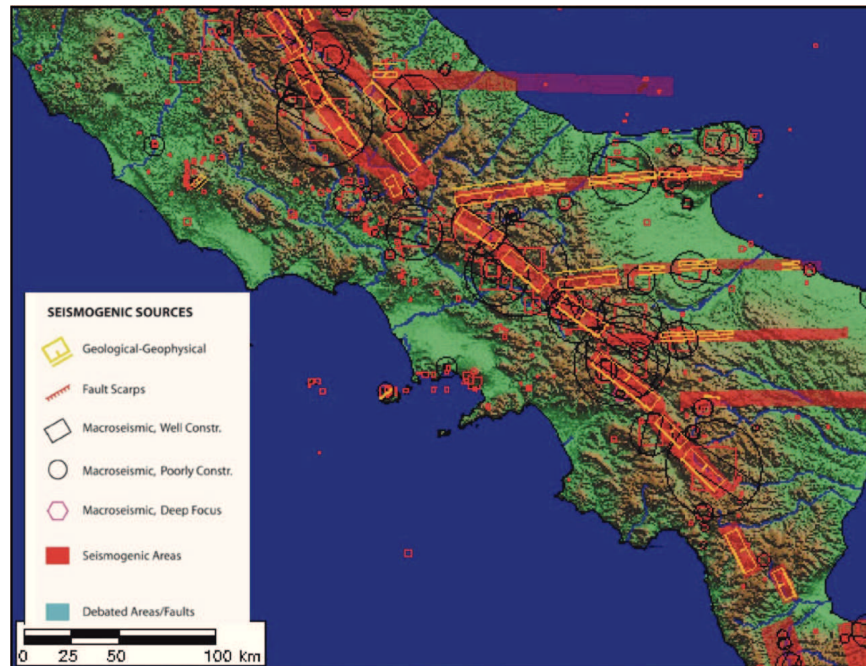 SEISMOGENIC SOURCES
Geological-Geophysical
Fault Scarps
Macroseismic, Well Constr.
Macroseismic, Poorly Constr.
Macroseismic, Deep Focus
Seismogenic Areas
Debated Areas/Faults
0 25 50 100 km